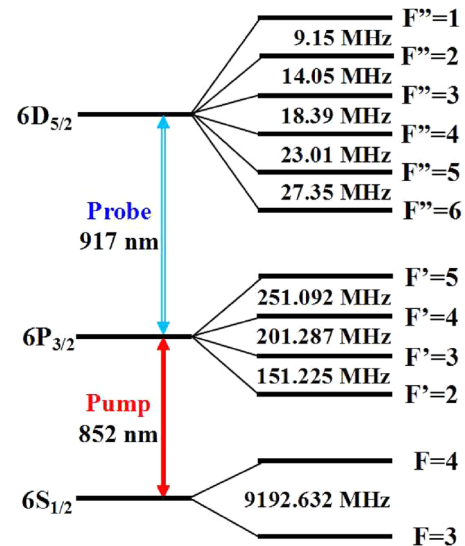 F”=1
9.15 MHz
F”=2
14.05 MHz
6D5/2
F”=3
18.39 MHz
F”=4
23.01 MHz
F”=5
27.35 MHz
F”=6
Probe
917 nm
F’=5
251.092 MHz
F’=4
6P3/2
201.287 MHz
F’=3
151.225 MHz
F’=2
Pump
852 nm
F=4
6S1/2
9192.632 MHz
F=3